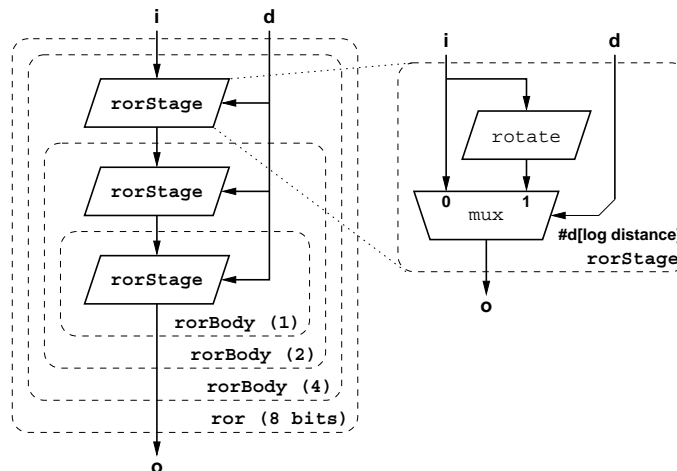 i
d
rorStage
rorStage
rorStage
rorBody (1)
rorBody (2)
rorBody (4)
ror (8 bits)
o
i
d
rotate
0
1
mux
#d[log distance]
rorStage
o